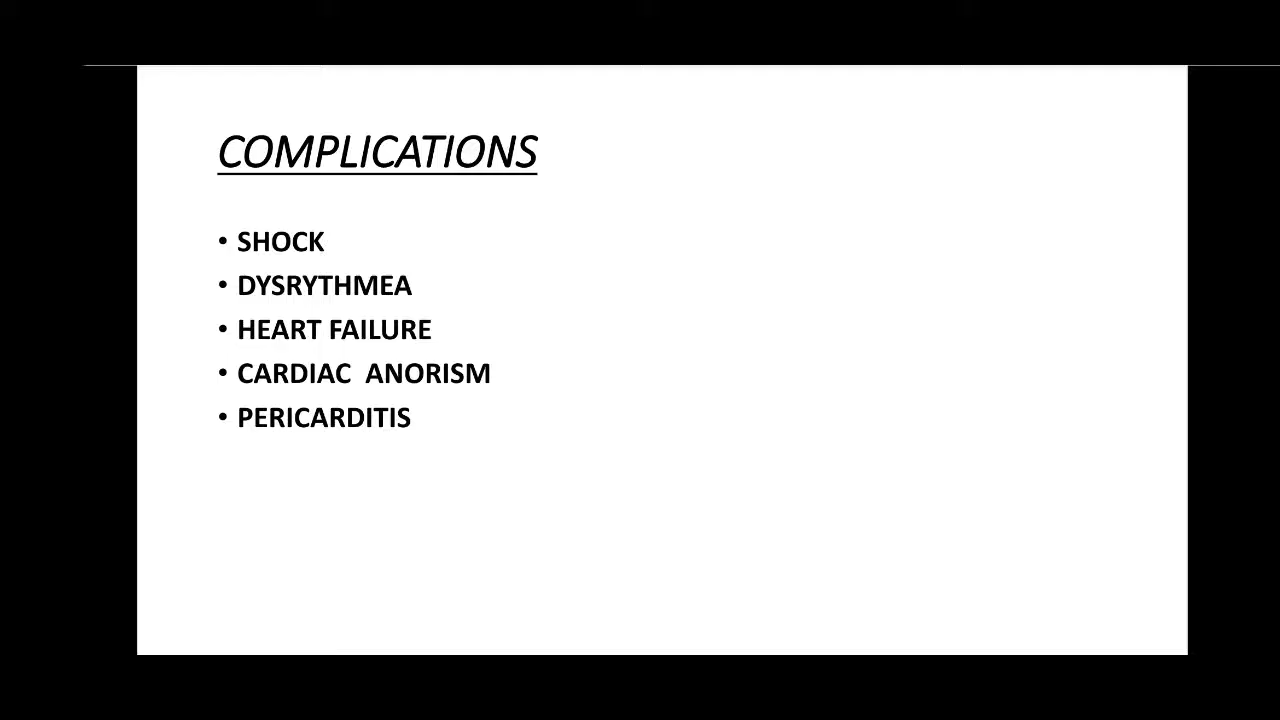 COMPLICATIONS
• SHOCK
• DYSRYTHMEA
• HEART FAILURE
• CARDIAC  ANORISM
• PERICARDITIS